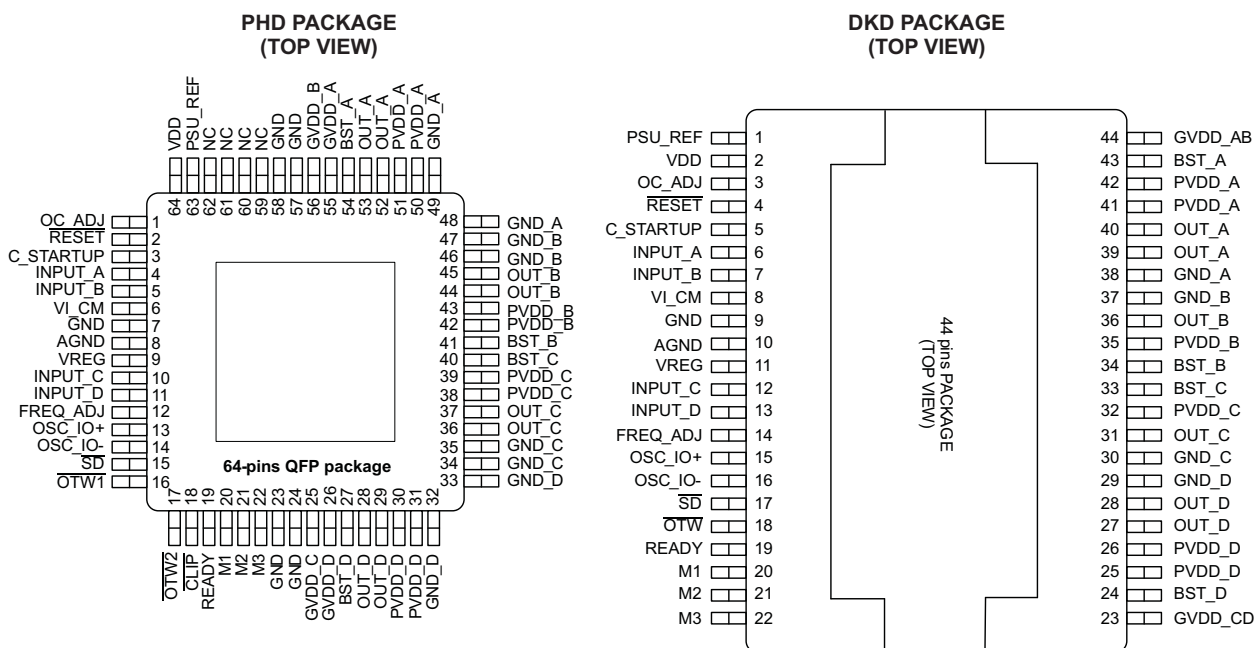 PHD PACKAGE
(TOP VIEW)
VDD
PSU_REF
NC
NC
NC
NC
GND
GND
GVDD_B
GVDD_A
BST_A
OUT_A
OUT_A
PVDD_A
PVDD_A
GND_A
64
63
62
61
60
59
58
57
56
55
54
53
52
51
50
49
OC_ADJ 1
RESET 2
C_STARTUP 3
INPUT_A 4
INPUT_B 5
VI_CM 6
GND 7
AGND 8
VREG 9
INPUT_C 10
INPUT_D 11
FREQ_ADJ 12
OSC_IO+ 13
OSC_IO- 14
SD 15
OTW1 16
64-pins QFP package
48 GND_A
47 GND_B
46 GND_B
45 OUT_B
44 OUT_B
43 PVDD_B
42 PVDD_B
41 BST_B
40 BST_C
39 PVDD_C
38 PVDD_C
37 OUT_C
36 OUT_C
35 GND_C
34 GND_C
33 GND_D
17
18
19
20
21
22
23
24
25
26
27
28
29
30
31
32
OTW2
CLIP
READY
M1
M2
M3
GND
GND
GVDD_C
GVDD_D
BST_D
OUT_D
OUT_D
PVDD_D
PVDD_D
GND_D
DKD PACKAGE
(TOP VIEW)
PSU_REF 1
VDD 2
OC_ADJ 3
RESET 4
C_STARTUP 5
INPUT_A 6
INPUT_B 7
VI_CM 8
GND 9
AGND 10
VREG 11
INPUT_C 12
INPUT_D 13
FREQ_ADJ 14
OSC_IO+ 15
OSC_IO- 16
SD 17
OTW 18
READY 19
M1 20
M2 21
M3 22
44 pins PACKAGE
(TOP VIEW)
44 GVDD_AB
43 BST_A
42 PVDD_A
41 PVDD_A
40 OUT_A
39 OUT_A
38 GND_A
37 GND_B
36 OUT_B
35 PVDD_B
34 BST_B
33 BST_C
32 PVDD_C
31 OUT_C
30 GND_C
29 GND_D
28 OUT_D
27 OUT_D
26 PVDD_D
25 PVDD_D
24 BST_D
23 GVDD_CD